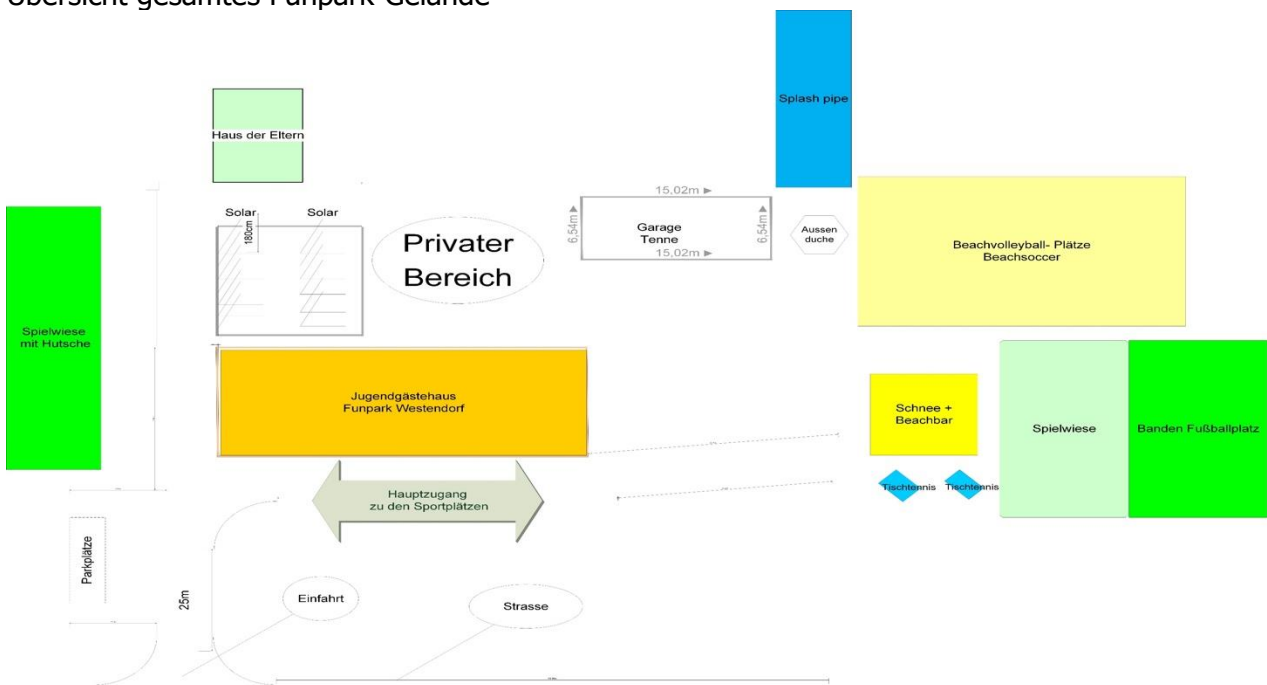 Übersicht gesamtes Funpark-Gelände
Splash pipe
Haus der Eltern
Solar
Solar
180cm
Privater
Bereich
15,02m
6,54m
Garage
Tenne
6,54m
15,02m
Aussen
duche
Beachvolleyball- Plätze
Beachsoccer
Spielwiese
mit Hutsche
Jugendgästehaus
Funpark Westendorf
Schnee +
Beachbar
Spielwiese
Banden Fußballplatz
Tischtennis
Tischtennis
Hauptzugang
zu den Sportplätzen
Parkplätze
25m
Einfahrt
Strasse